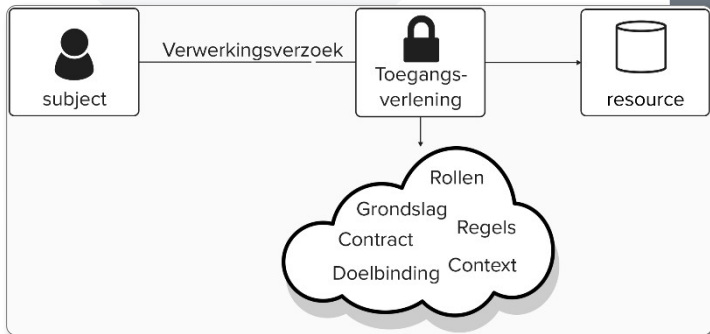 Verwerkingsverzoek
subject
Toegangs-
verlening
resource
Rollen
Grondslag
Regels
Contract
Context
Doelbinding